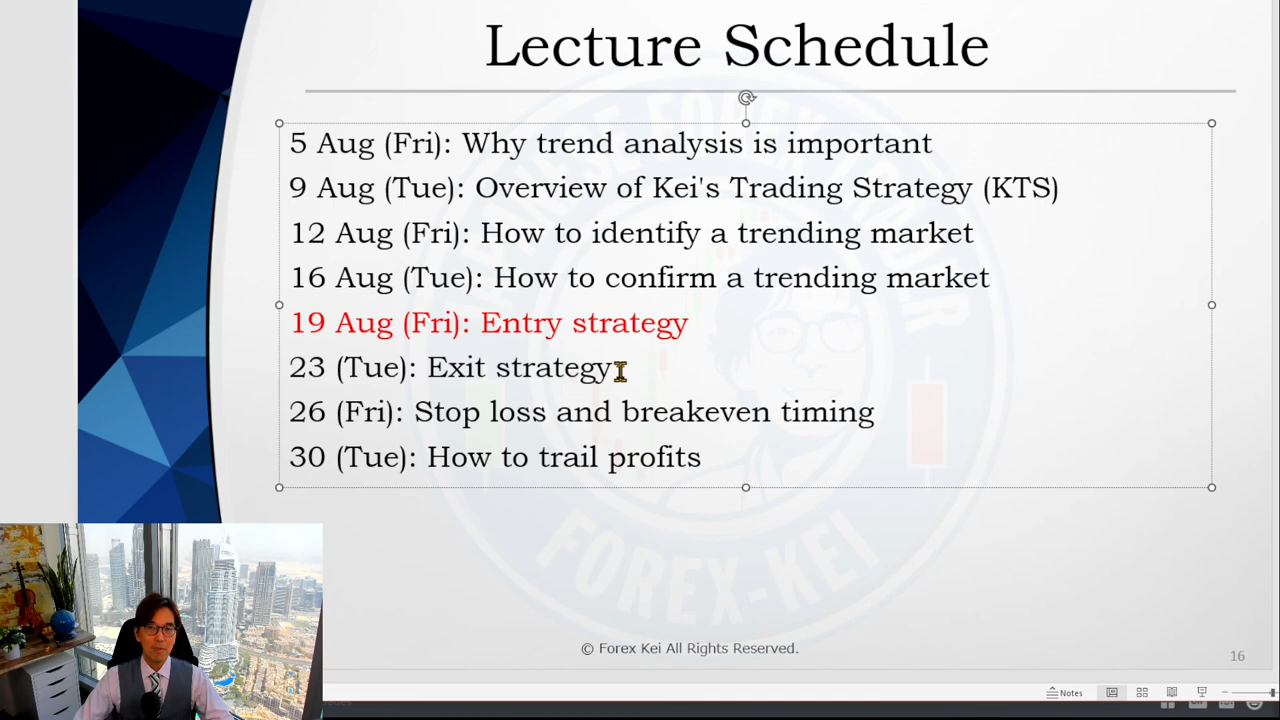 Lecture Schedule
5 Aug (Fri): Why trend analysis is important
9 Aug (Tue): Overview of Kei's Trading Strategy (KTS)
12 Aug (Fri): How to identify a trending market
16 Aug (Tue): How to confirm a trending market
19 Aug (Fri): Entry strategy
23 (Tue): Exit strategy
26 (Fri): Stop loss and breakeven timing
30 (Tue): How to trail profits
FOREX-KEI
© Forex Kei All Rights Reserved.
16
Notes